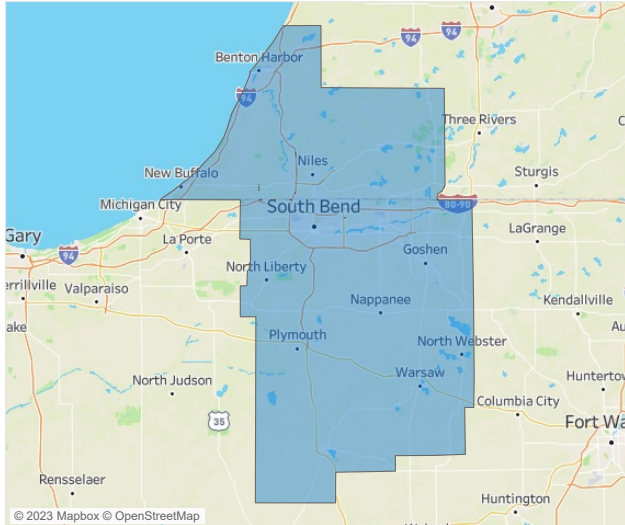 94
94
Benton Harbor
94
Three Rivers
Niles
New Buffalo
Sturgis
Michigan City
South Bend
80-90
Gary
LaGrange
94
La Porte
Goshen
North Liberty
errillville
Valparaiso
Nappanee
Kendallville
ake
Au
Plymouth
North Webster
Warsaw
North Judson
Huntertow
Columbia City
35
Fort Wa
Rensselaer
Huntington
© 2023 Mapbox © OpenStreetMap